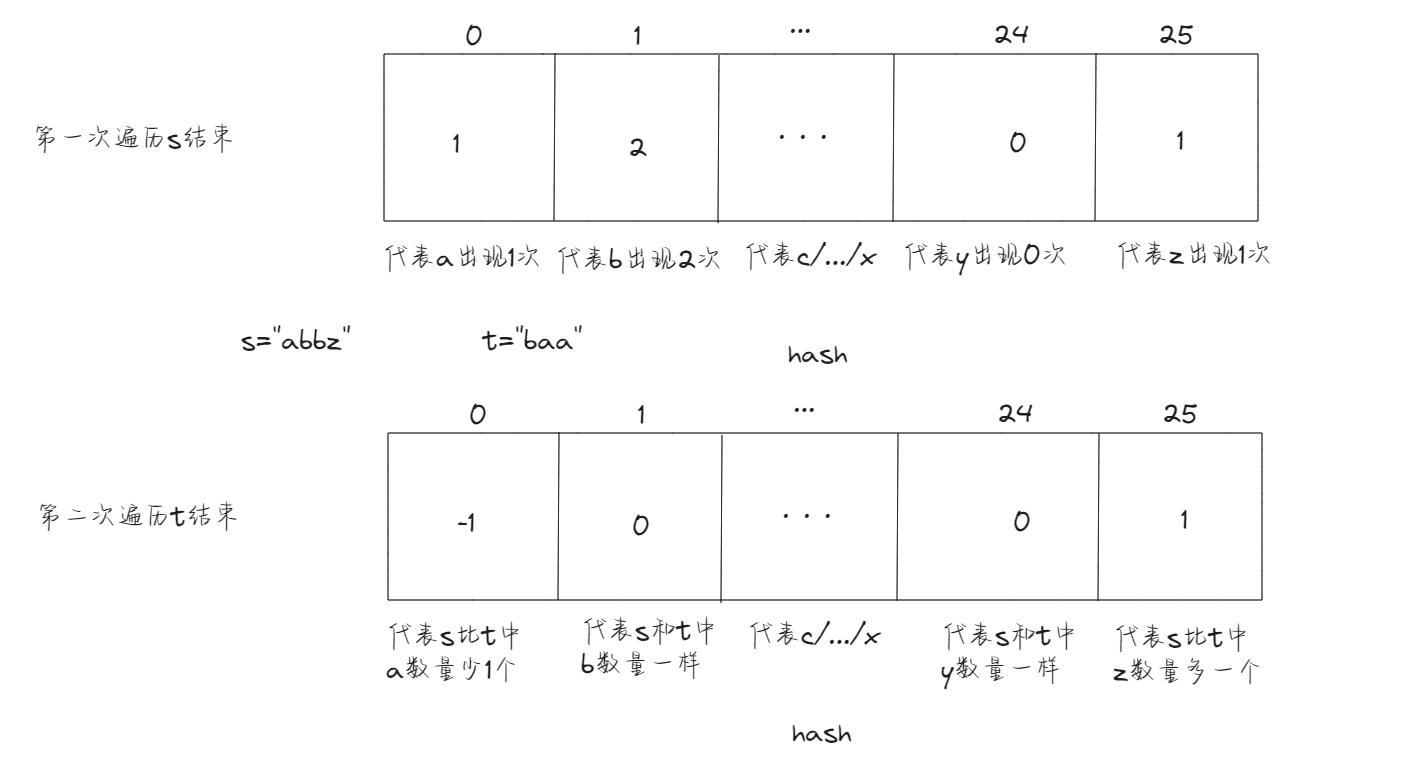 0 1 ... 24 25
第一次遍历s结束 1 2 ... 0 1
代表a出现1次 代表b出现2次 代表c/.../x 代表y出现0次 代表z出现1次
s="abbz" t="baa"
hash
0 1 ... 24 25
第二次遍历t结束 -1 0 ... 0 1
代表s比t中
a数量少1个
代表s和t中
b数量一样
代表c/.../x
代表s和t中
y数量一样
代表s比t中
z数量多一个
hash